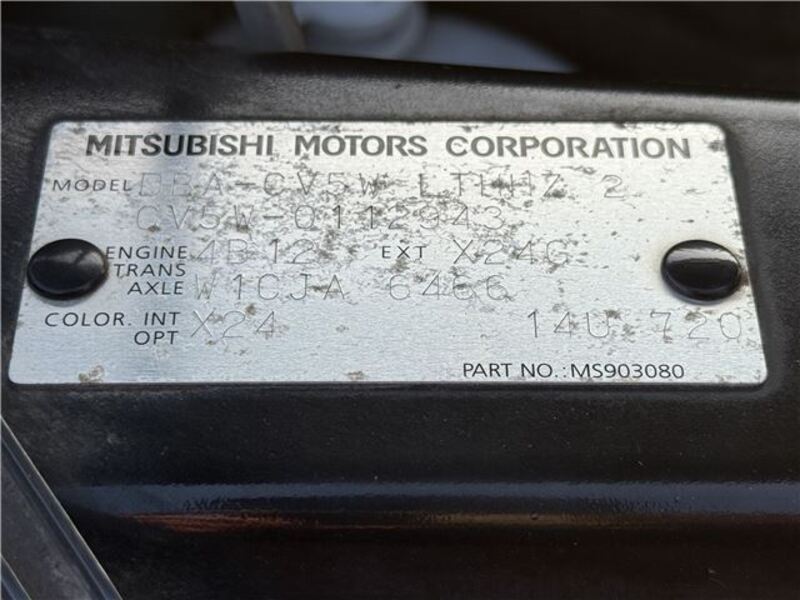 MITSUBISHI MOTORS CORPORATION
MODEL DBA-CV5W LTHHZ 2
CV5W-0112943
ENGINE 4B12 EXT X24G
TRANS AXLE W1CJA 6466
COLOR. INT OPT X24 14U 720
PART NO.: MS903080